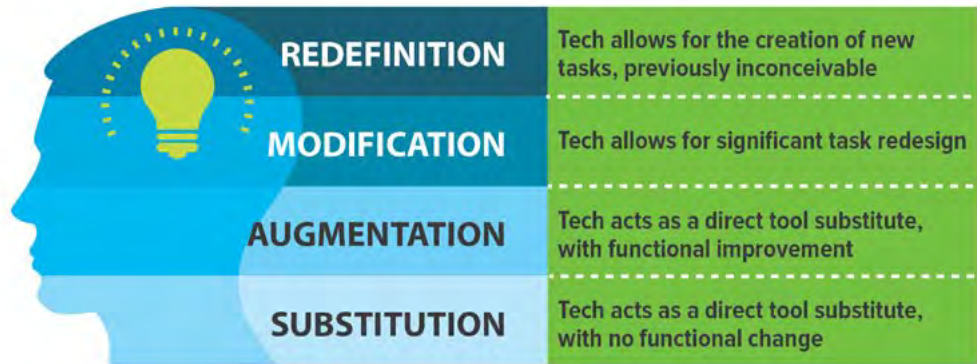 REDEFINITION
Tech allows for the creation of new
tasks, previously inconceivable
MODIFICATION
Tech allows for significant task redesign
AUGMENTATION
Tech acts as a direct tool substitute,
with functional improvement
SUBSTITUTION
Tech acts as a direct tool substitute,
with no functional change